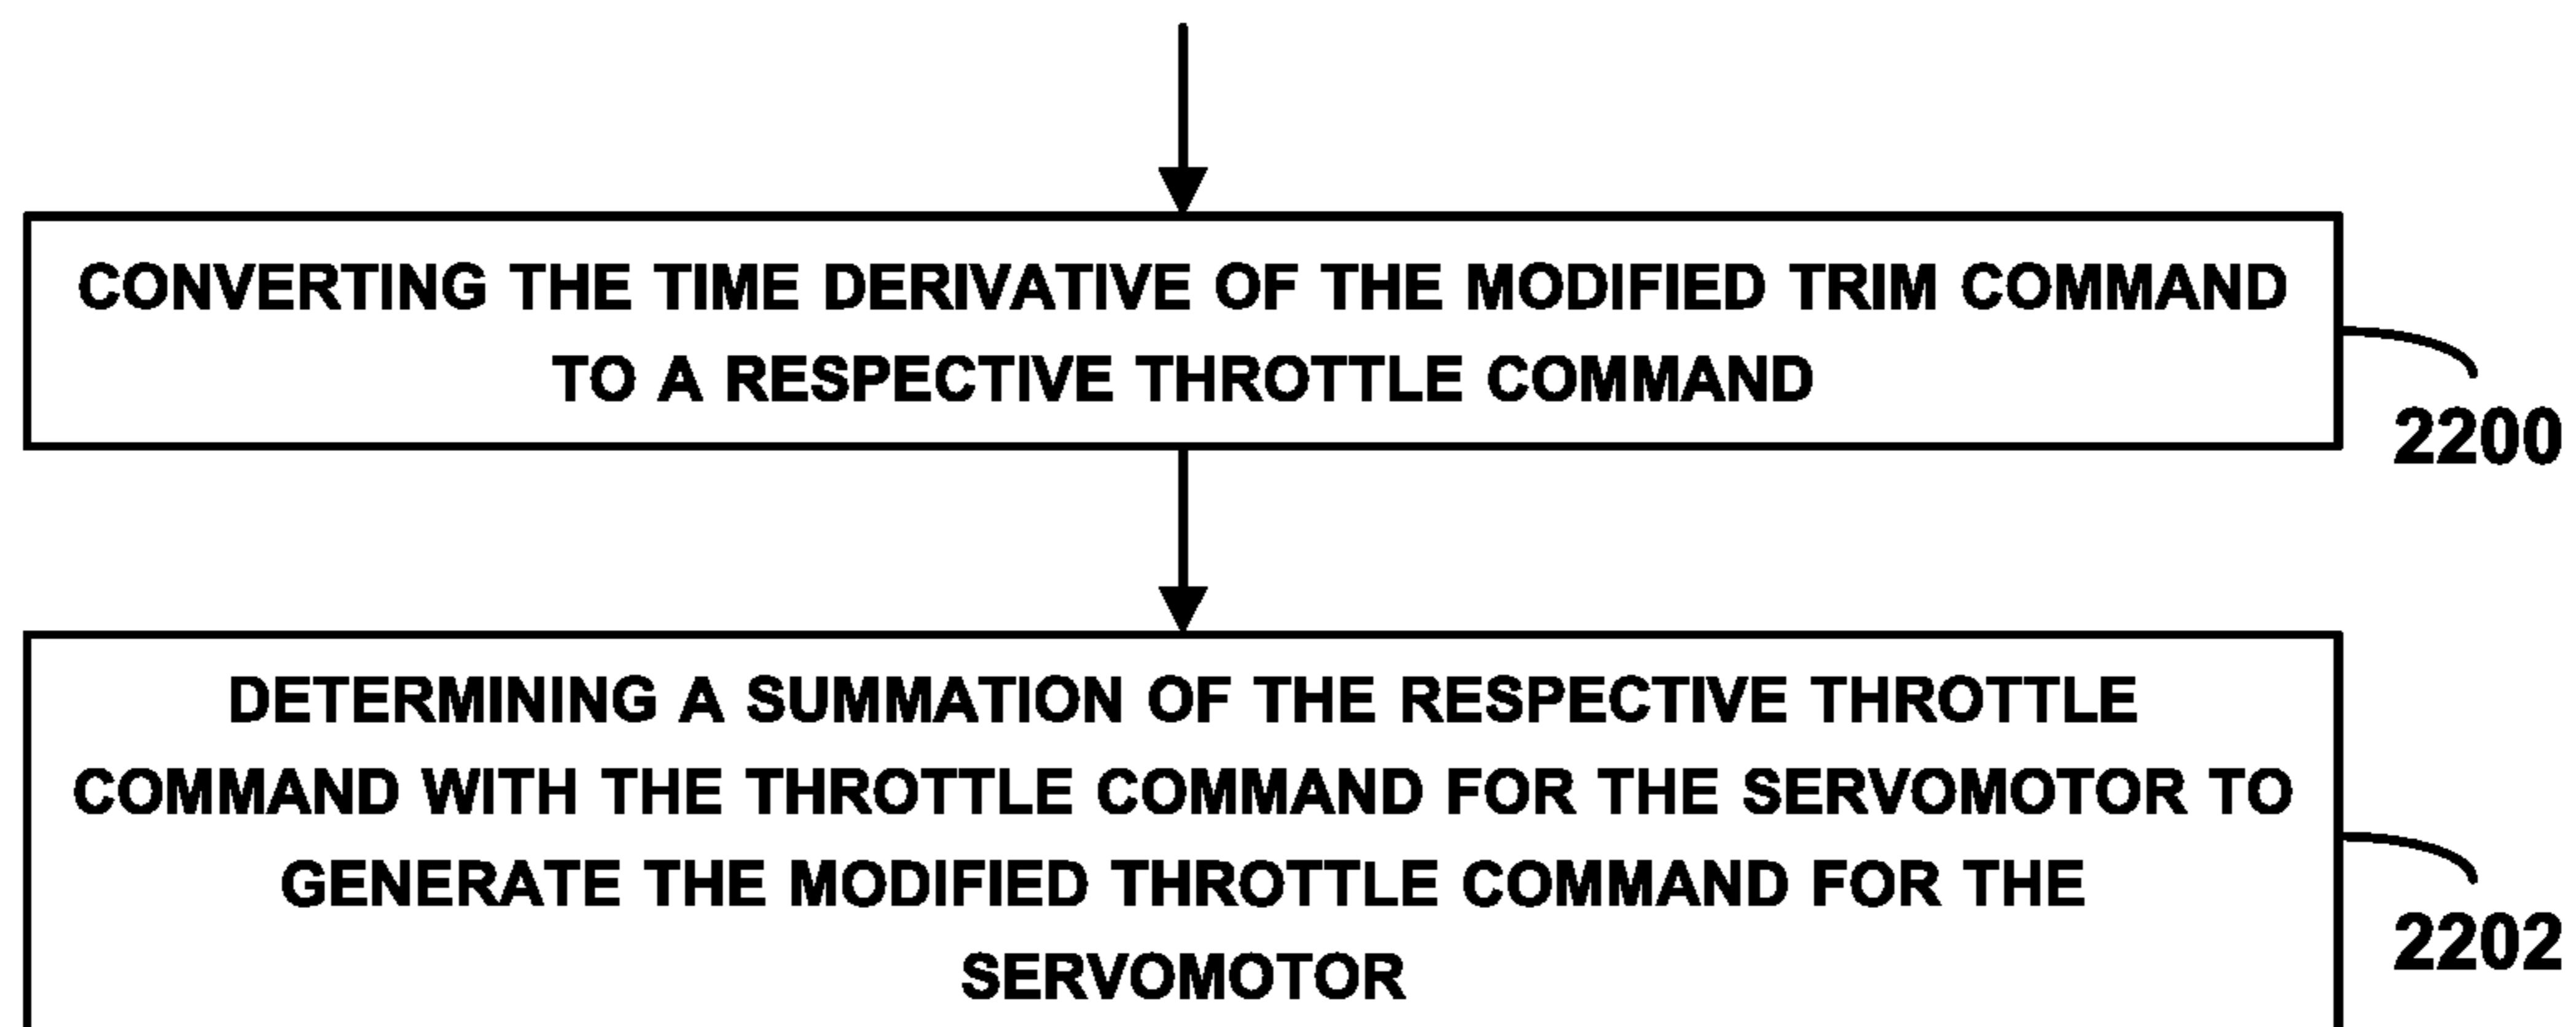 CONVERTING THE TIME DERIVATIVE OF THE MODIFIED TRIM COMMAND
TO A RESPECTIVE THROTTLE COMMAND
2200
DETERMINING A SUMMATION OF THE RESPECTIVE THROTTLE
COMMAND WITH THE THROTTLE COMMAND FOR THE SERVOMOTOR TO
GENERATE THE MODIFIED THROTTLE COMMAND FOR THE
SERVOMOTOR
2202